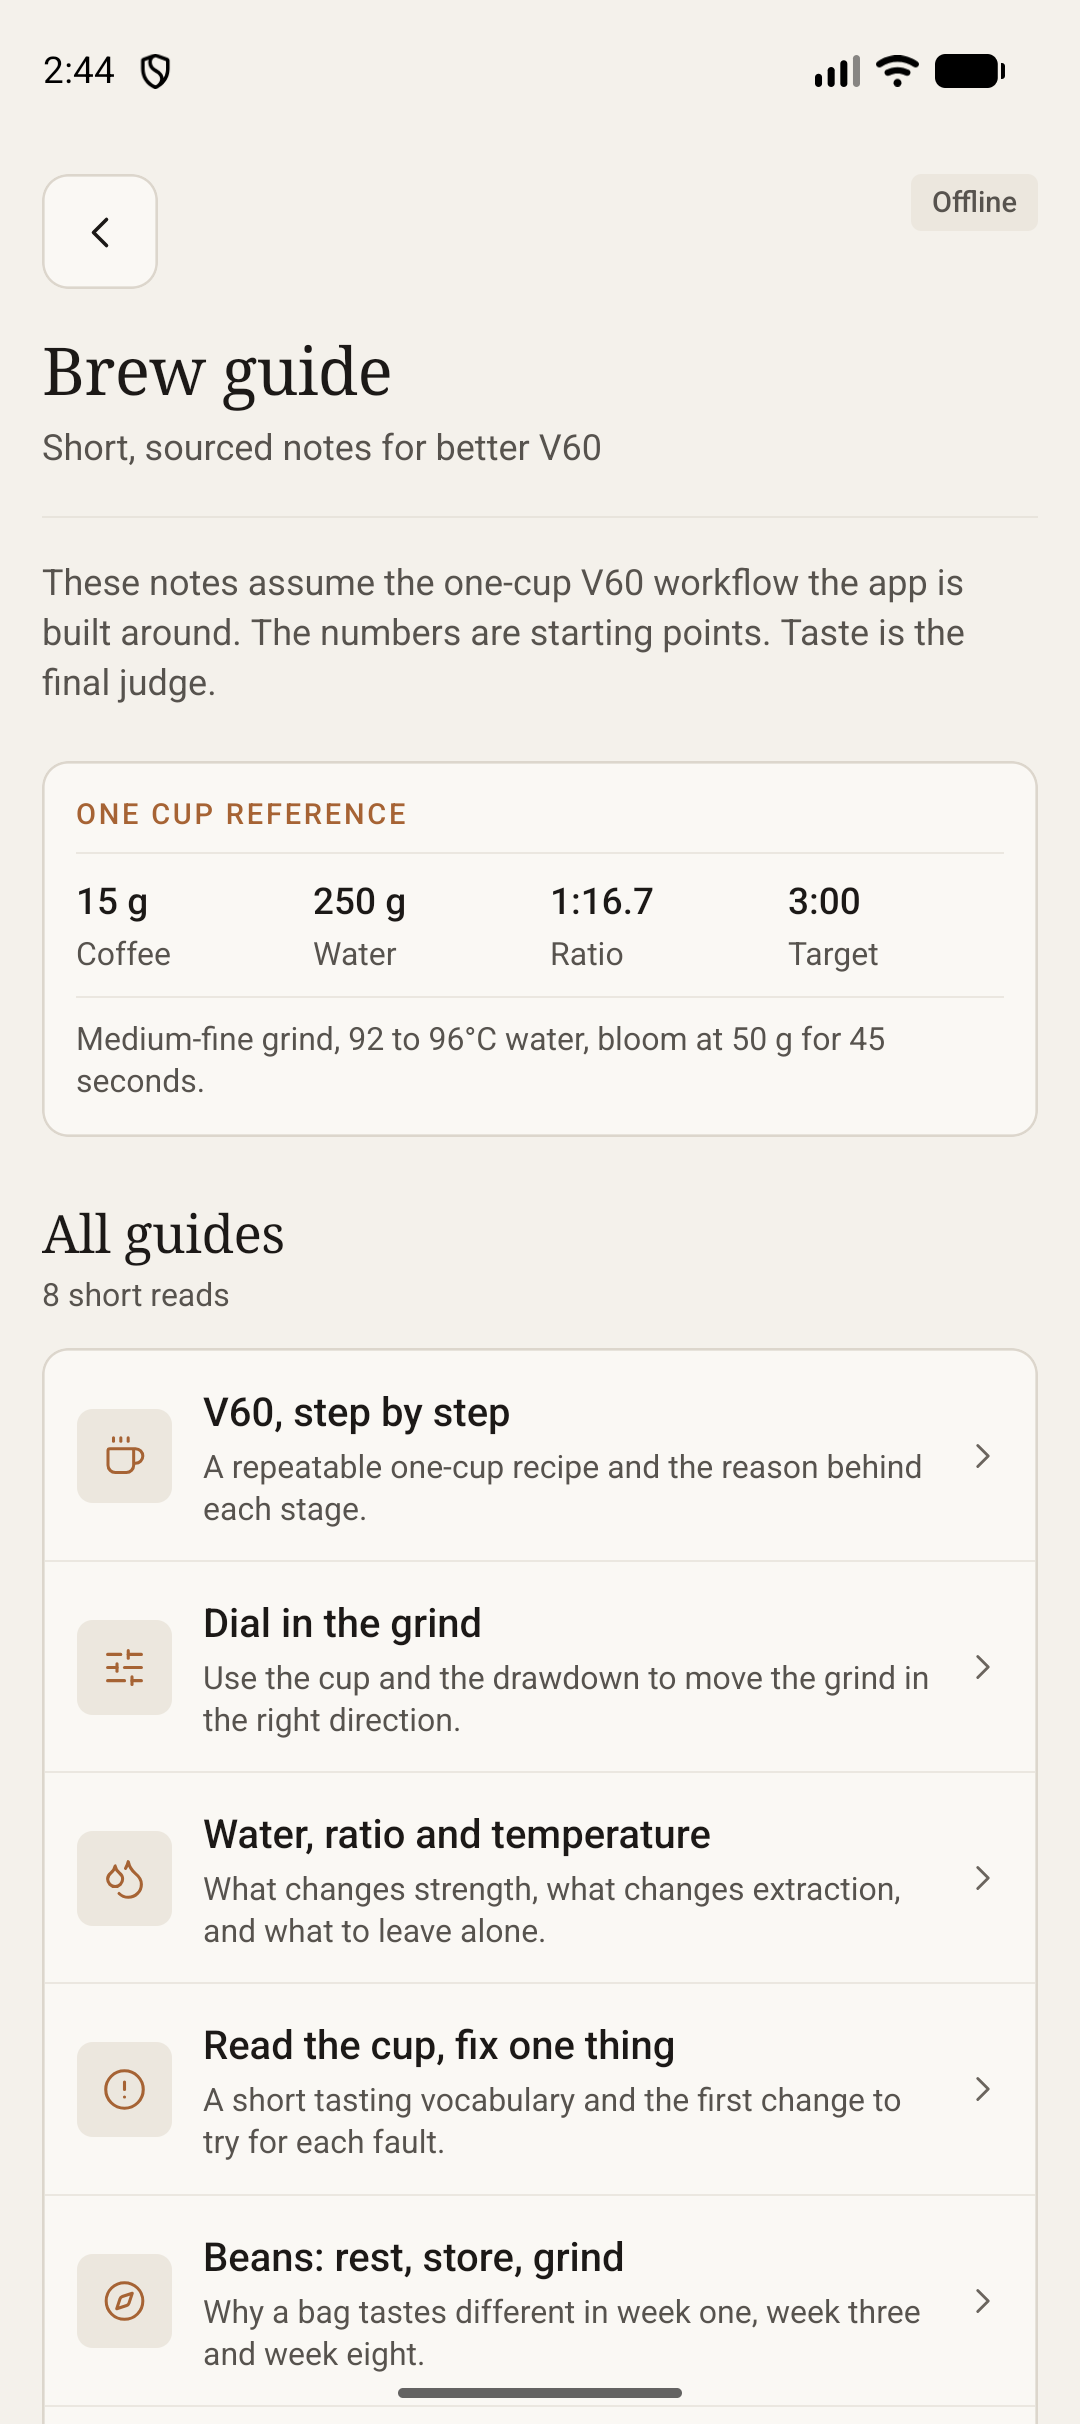 2:44
Offline
Brew guide
Short, sourced notes for better V60
These notes assume the one-cup V60 workflow the app is
built around. The numbers are starting points. Taste is the
final judge.
ONE CUP REFERENCE
15 g 250 g 1:16.7 3:00
Coffee Water Ratio Target
Medium-fine grind, 92 to 96°C water, bloom at 50 g for 45
seconds.
All guides
8 short reads
V60, step by step
A repeatable one-cup recipe and the reason behind
each stage.
Dial in the grind
Use the cup and the drawdown to move the grind in
the right direction.
Water, ratio and temperature
What changes strength, what changes extraction,
and what to leave alone.
Read the cup, fix one thing
A short tasting vocabulary and the first change to
try for each fault.
Beans: rest, store, grind
Why a bag tastes different in week one, week three
and week eight.